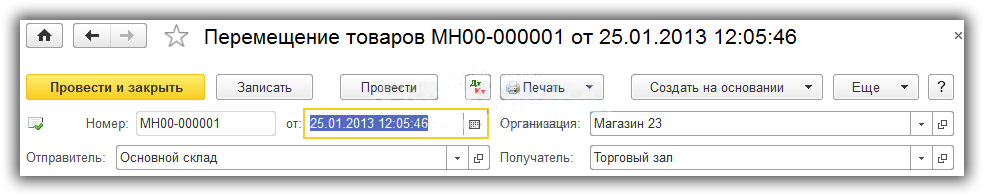 Перемещение товаров МН00-000001 от 25.01.2013 12:05:46 ×
Провести и закрыть Записать Провести Дт Кт Печать Создать на основании Еще ?
Номер: МН00-000001 от: 25.01.2013 12:05:46 Организация: Магазин 23
Отправитель: Основной склад Получатель: Торговый зал